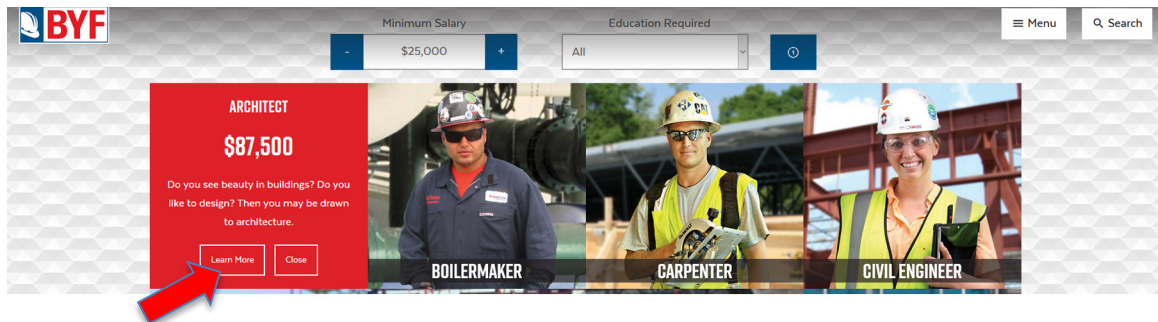 BYF
Minimum Salary
Education Required
- $25,000 +
All
≡ Menu
Search
ARCHITECT
$87,500
Do you see beauty in buildings? Do you
like to design? Then you may be drawn
to architecture.
Learn More
Close
BOILERMAKER
CARPENTER
CIVIL ENGINEER
CAT